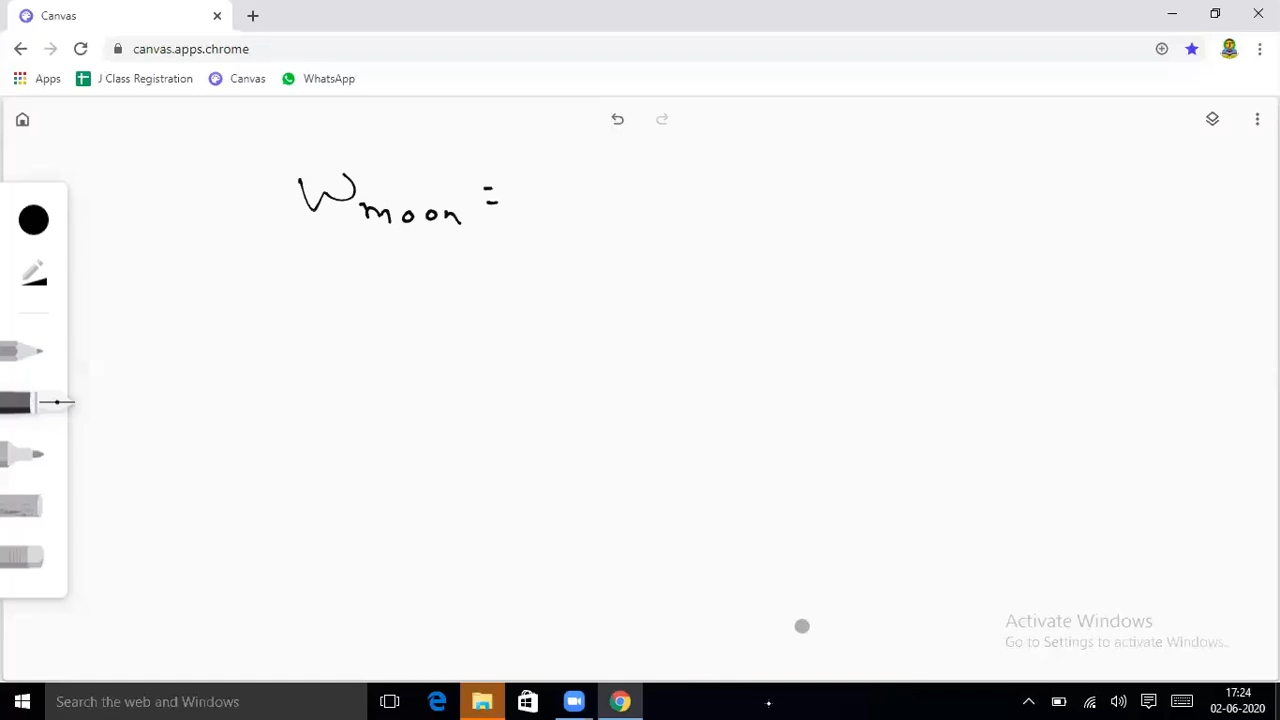 Canvas
canvas.apps.chrome
Apps J Class Registration Canvas WhatsApp
W moon =
Activate Windows
Go to Settings to activate Windows.
Search the web and Windows
17:24
02-06-2020